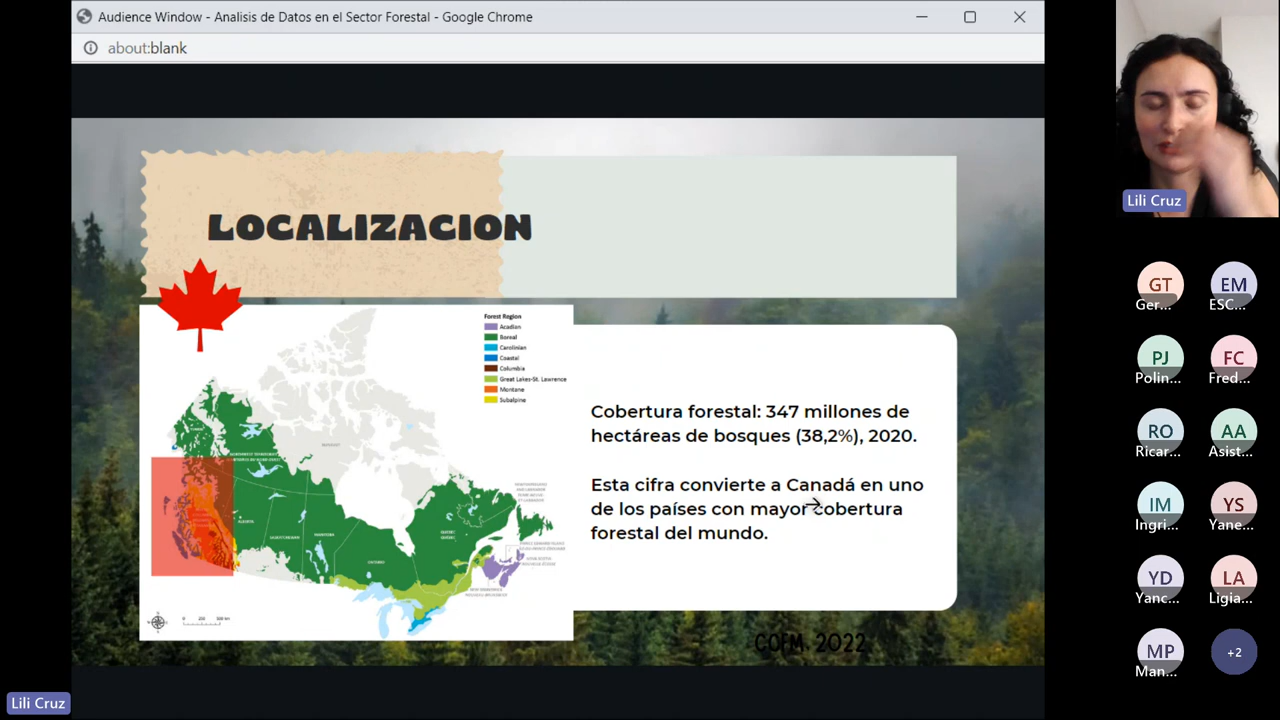 Audience Window - Analisis de Datos en el Sector Forestal - Google Chrome
about:blank
LOCALIZACION
Forest Region
Acadian
Boreal
Carolinian
Coastal
Columbia
Great Lakes-St. Lawrence
Montane
Subalpine
ALBERTA
MANITOBA
ONTARIO
Cobertura forestal: 347 millones de
hectáreas de bosques (38,2%), 2020.
Esta cifra convierte a Canadá en uno
de los países con mayor cobertura
forestal del mundo.
COFM 2022
Lili Cruz
GT
Ger...
EM
ESC...
PJ
Polin...
FC
Fred...
RO
Ricar...
AA
Asist...
IM
Ingri...
YS
Yane...
YD
Yanc...
LA
Ligia...
MP
Man...
+2
Lili Cruz